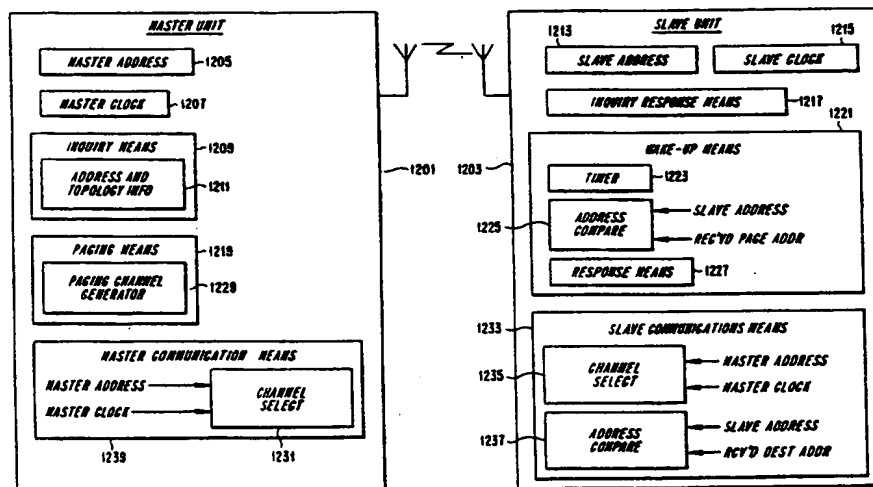 MASTER UNIT
MASTER ADDRESS
1205
MASTER CLOCK
1207
INQUIRY MEANS
1209
ADDRESS AND
TOPOLOGY INFO
1211
PAGING MEANS
1219
PAGING CHANNEL
GENERATOR
1229
MASTER COMMUNICATION MEANS
MASTER ADDRESS
MASTER CLOCK
CHANNEL
SELECT
1239
1231
1201
1203
SLAVE UNIT
1213
1215
SLAVE ADDRESS
SLAVE CLOCK
INQUIRY RESPONSE MEANS
1217
1221
WAKE-UP MEANS
TIMER
1223
1225
ADDRESS
COMPARE
SLAVE ADDRESS
REC'VD PAGE ADDR
RESPONSE MEANS
1227
1233
SLAVE COMMUNICATIONS MEANS
1235
CHANNEL
SELECT
MASTER ADDRESS
MASTER CLOCK
1237
ADDRESS
COMPARE
SLAVE ADDRESS
RCV'D DEST ADDR